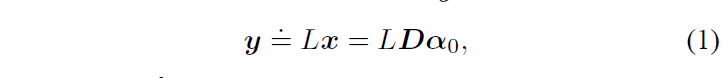 y ≐ Lx = LDα₀, (1)